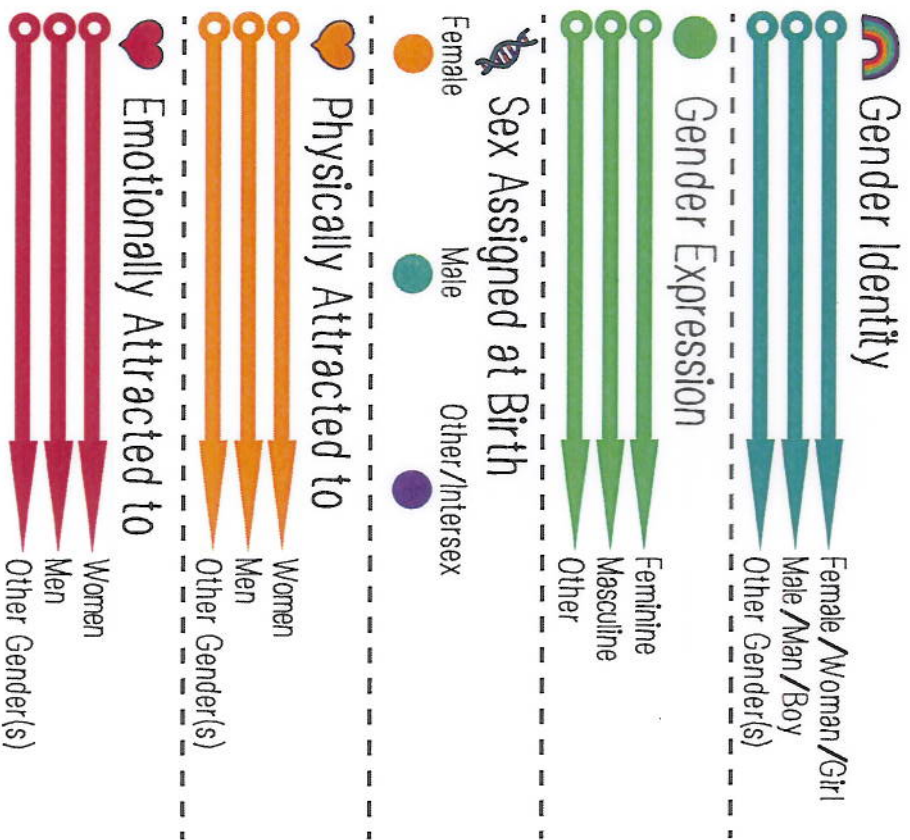 Gender Identity
Female/Woman/Girl
Male/Man/Boy
Other Gender(s)
Gender Expression
Feminine
Masculine
Other
Sex Assigned at Birth
Female Male Other/Intersex
Physically Attracted to
Women
Men
Other Gender(s)
Emotionally Attracted to
Women
Men
Other Gender(s)